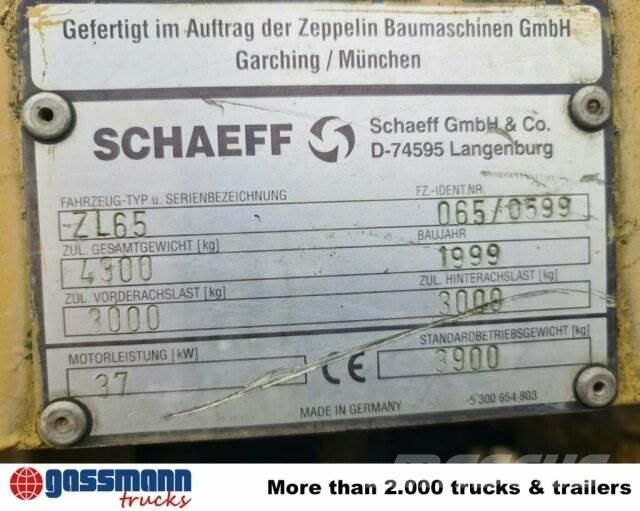 Gefertigt im Auftrag der Zeppelin Baumaschinen GmbH
Garching / München
SCHAEFF
Schaeff GmbH & Co.
D-74595 Langenburg
FAHRZEUG-TYP u. SERIENBEZEICHNUNG
FZ.-IDENT.NR.
ZL65
065/0599
ZUL. GESAMTGEWICHT [kg]
BAUJAHR
4900
1999
ZUL. VORDERACHSLAST [kg]
ZUL. HINTERACHSLAST [kg]
3000
3000
MOTORLEISTUNG [kW]
STANDARDBETRIEBSGEWICHT [kg]
37
CE
3900
MADE IN GERMANY
5 300 654 803
gassmann
trucks
More than 2.000 trucks & trailers